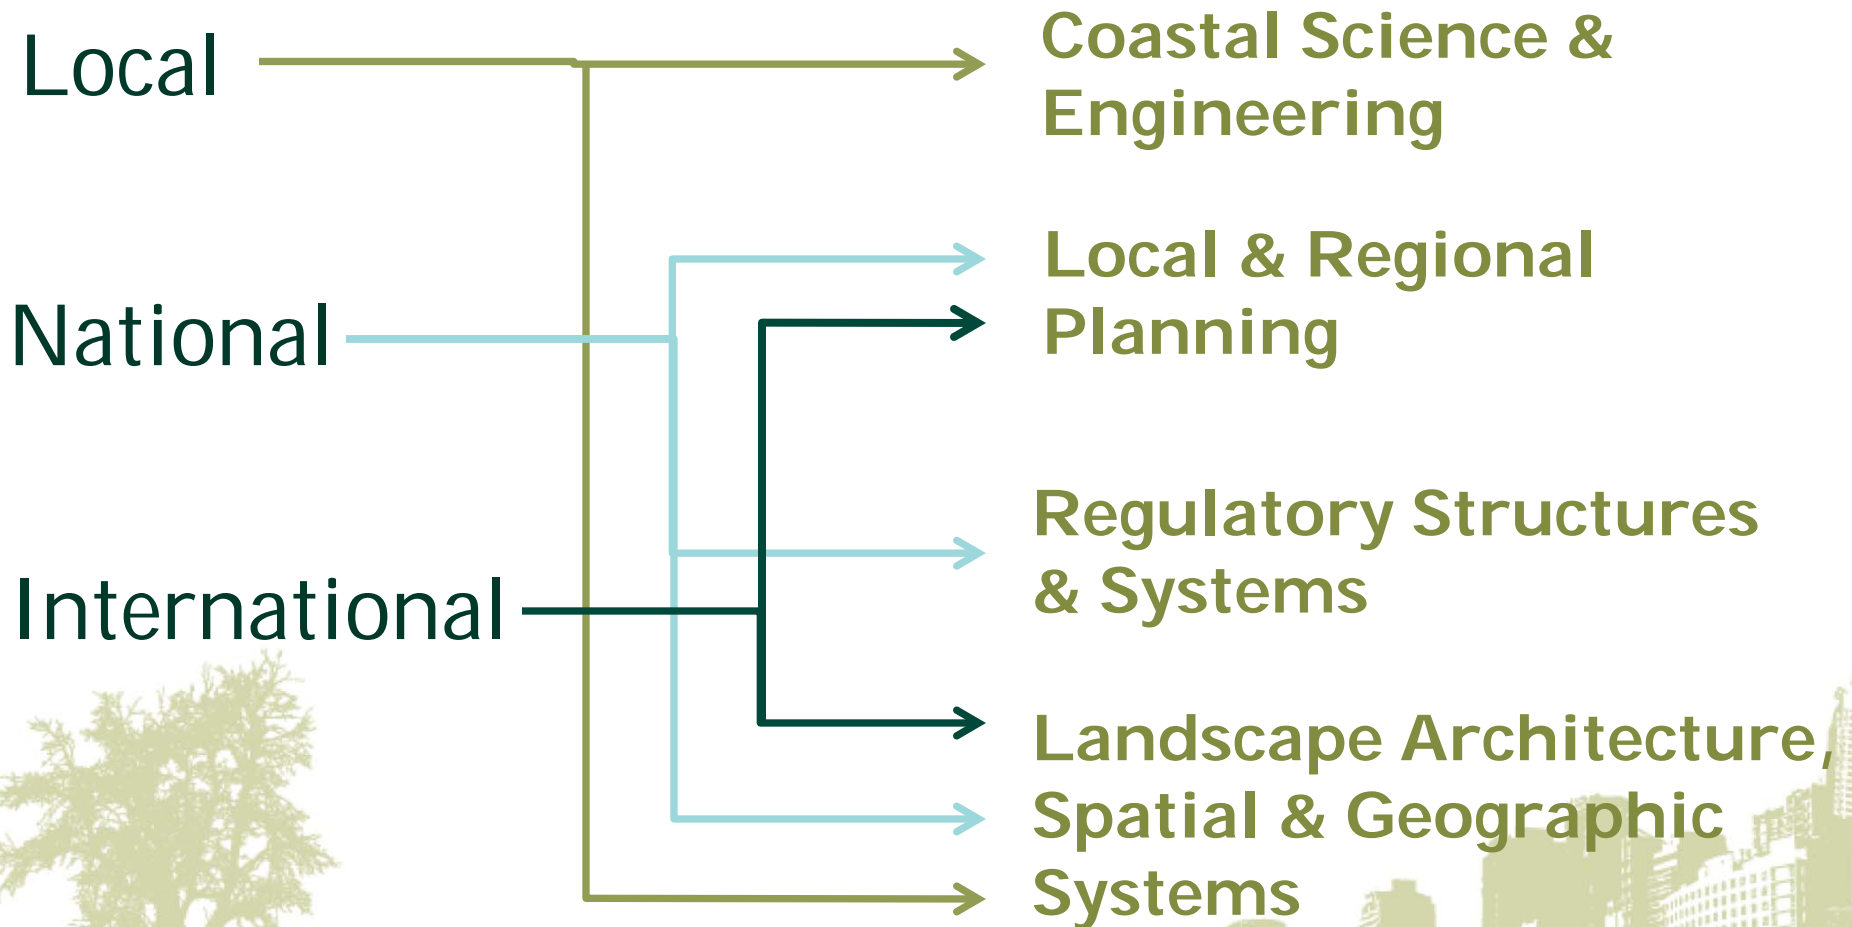 Local
National
International
Coastal Science &
Engineering
Local & Regional
Planning
Regulatory Structures
& Systems
Landscape Architecture,
Spatial & Geographic
Systems